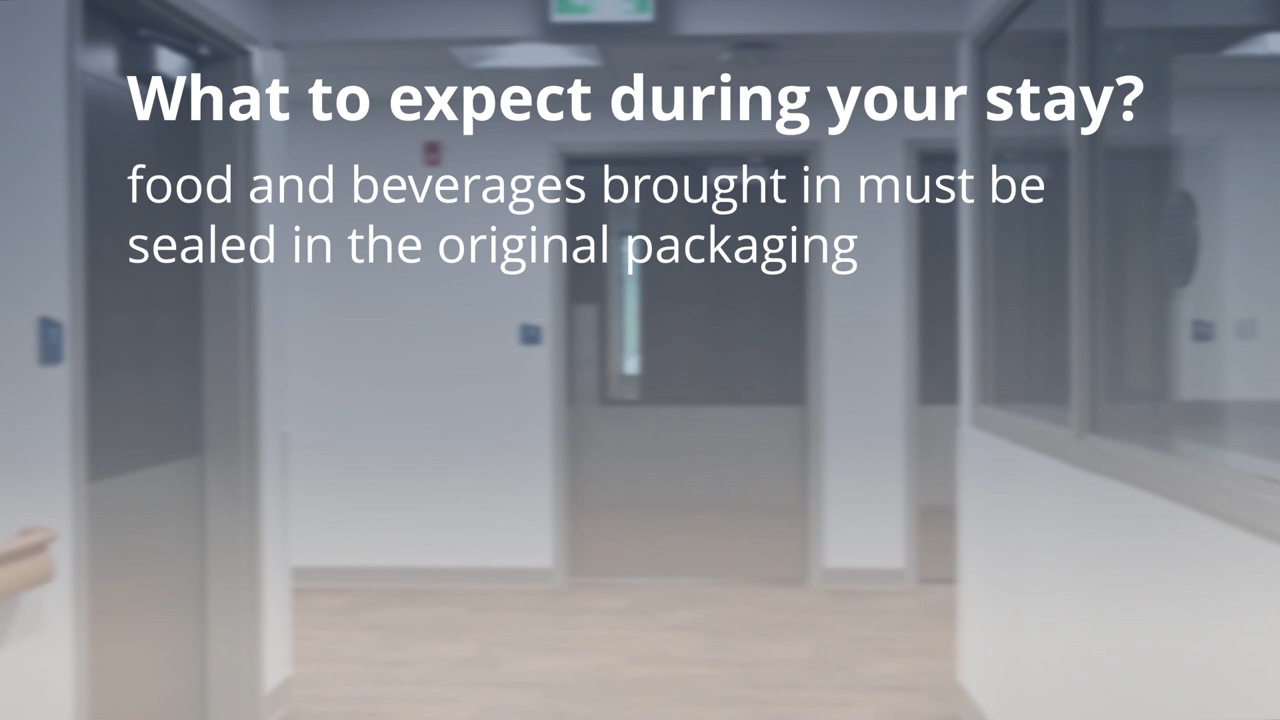 What to expect during your stay?
food and beverages brought in must be
sealed in the original packaging